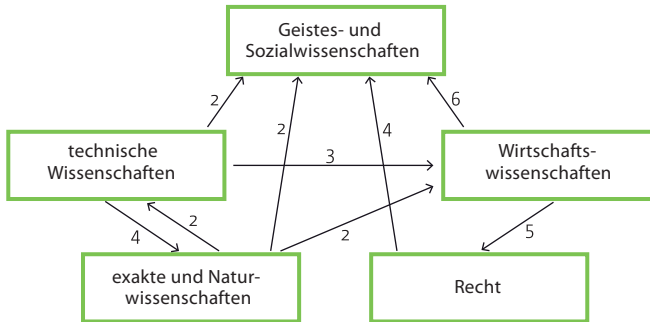 Geistes- und
Sozialwissenschaften
2
2
4
6
technische
Wissenschaften
3
Wirtschafts-
wissenschaften
4
2
2
5
exakte und Natur-
wissenschaften
Recht